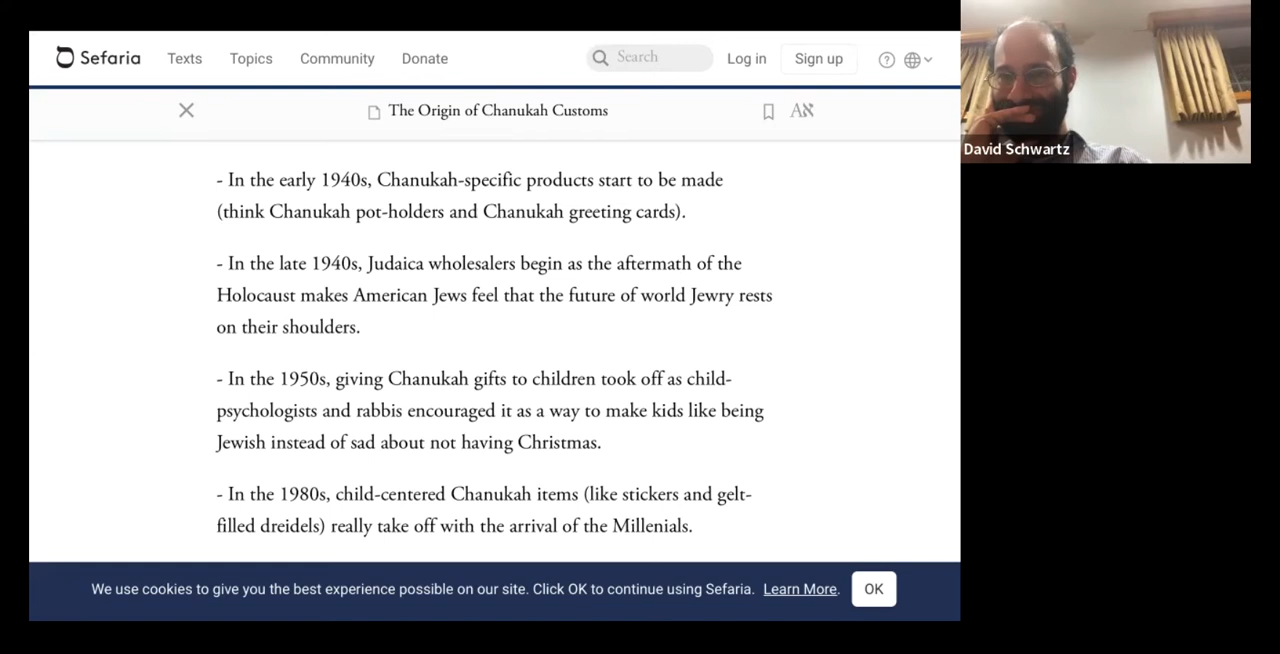 Sefaria Texts Topics Community Donate Search Log in Sign up
The Origin of Chanukah Customs Aא
- In the early 1940s, Chanukah-specific products start to be made
(think Chanukah pot-holders and Chanukah greeting cards).
- In the late 1940s, Judaica wholesalers begin as the aftermath of the
Holocaust makes American Jews feel that the future of world Jewry rests
on their shoulders.
- In the 1950s, giving Chanukah gifts to children took off as child-
psychologists and rabbis encouraged it as a way to make kids like being
Jewish instead of sad about not having Christmas.
- In the 1980s, child-centered Chanukah items (like stickers and gelt-
filled dreidels) really take off with the arrival of the Millenials.
We use cookies to give you the best experience possible on our site. Click OK to continue using Sefaria. Learn More. OK
David Schwartz